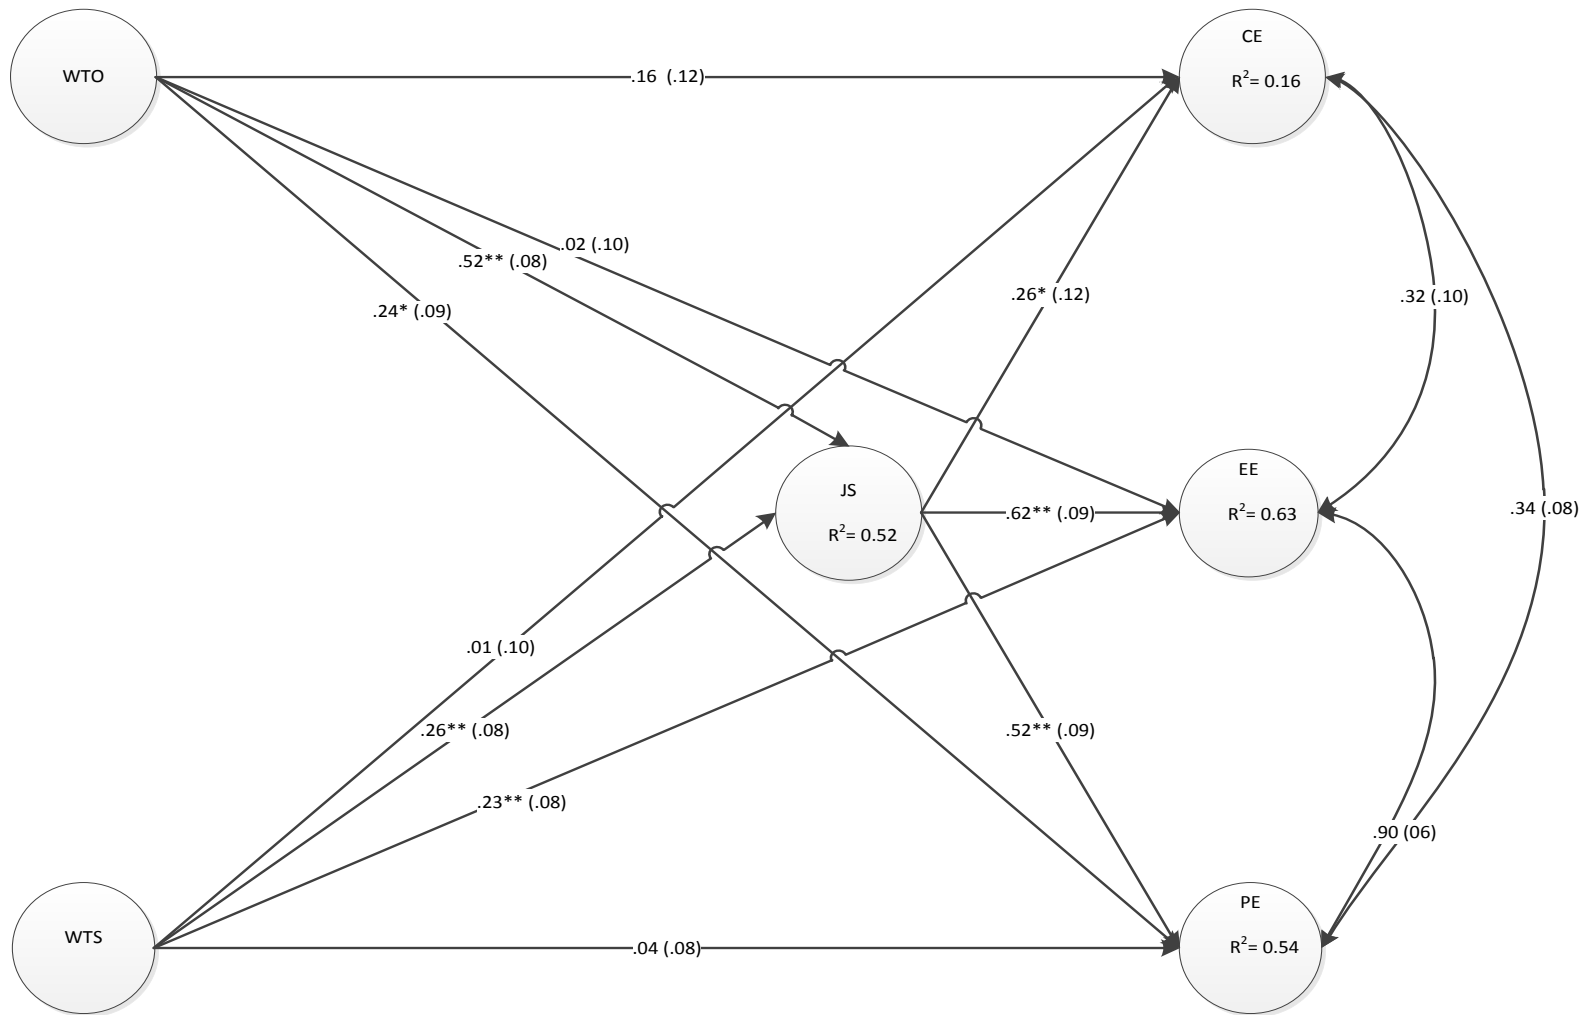 WTO
.16 (.12)
CE
R²= 0.16
.02 (.10)
.52** (.08)
.24* (.09)
.26* (.12)
.32 (.10)
JS
R²= 0.52
.62** (.09)
EE
R²= 0.63
.34 (.08)
.01 (.10)
.26** (.08)
.52** (.09)
.23** (.08)
.90 (06)
WTS
.04 (.08)
PE
R²= 0.54